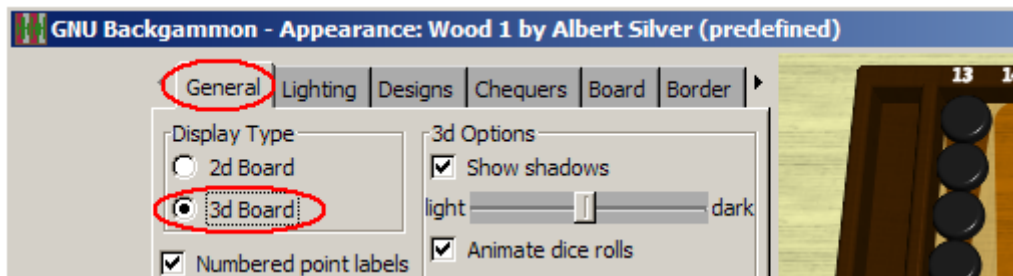 GNU Backgammon - Appearance: Wood 1 by Albert Silver (predefined)
General Lighting Designs Chequers Board Border
Display Type
2d Board
3d Board
Numbered point labels
3d Options
Show shadows
light dark
Animate dice rolls
13